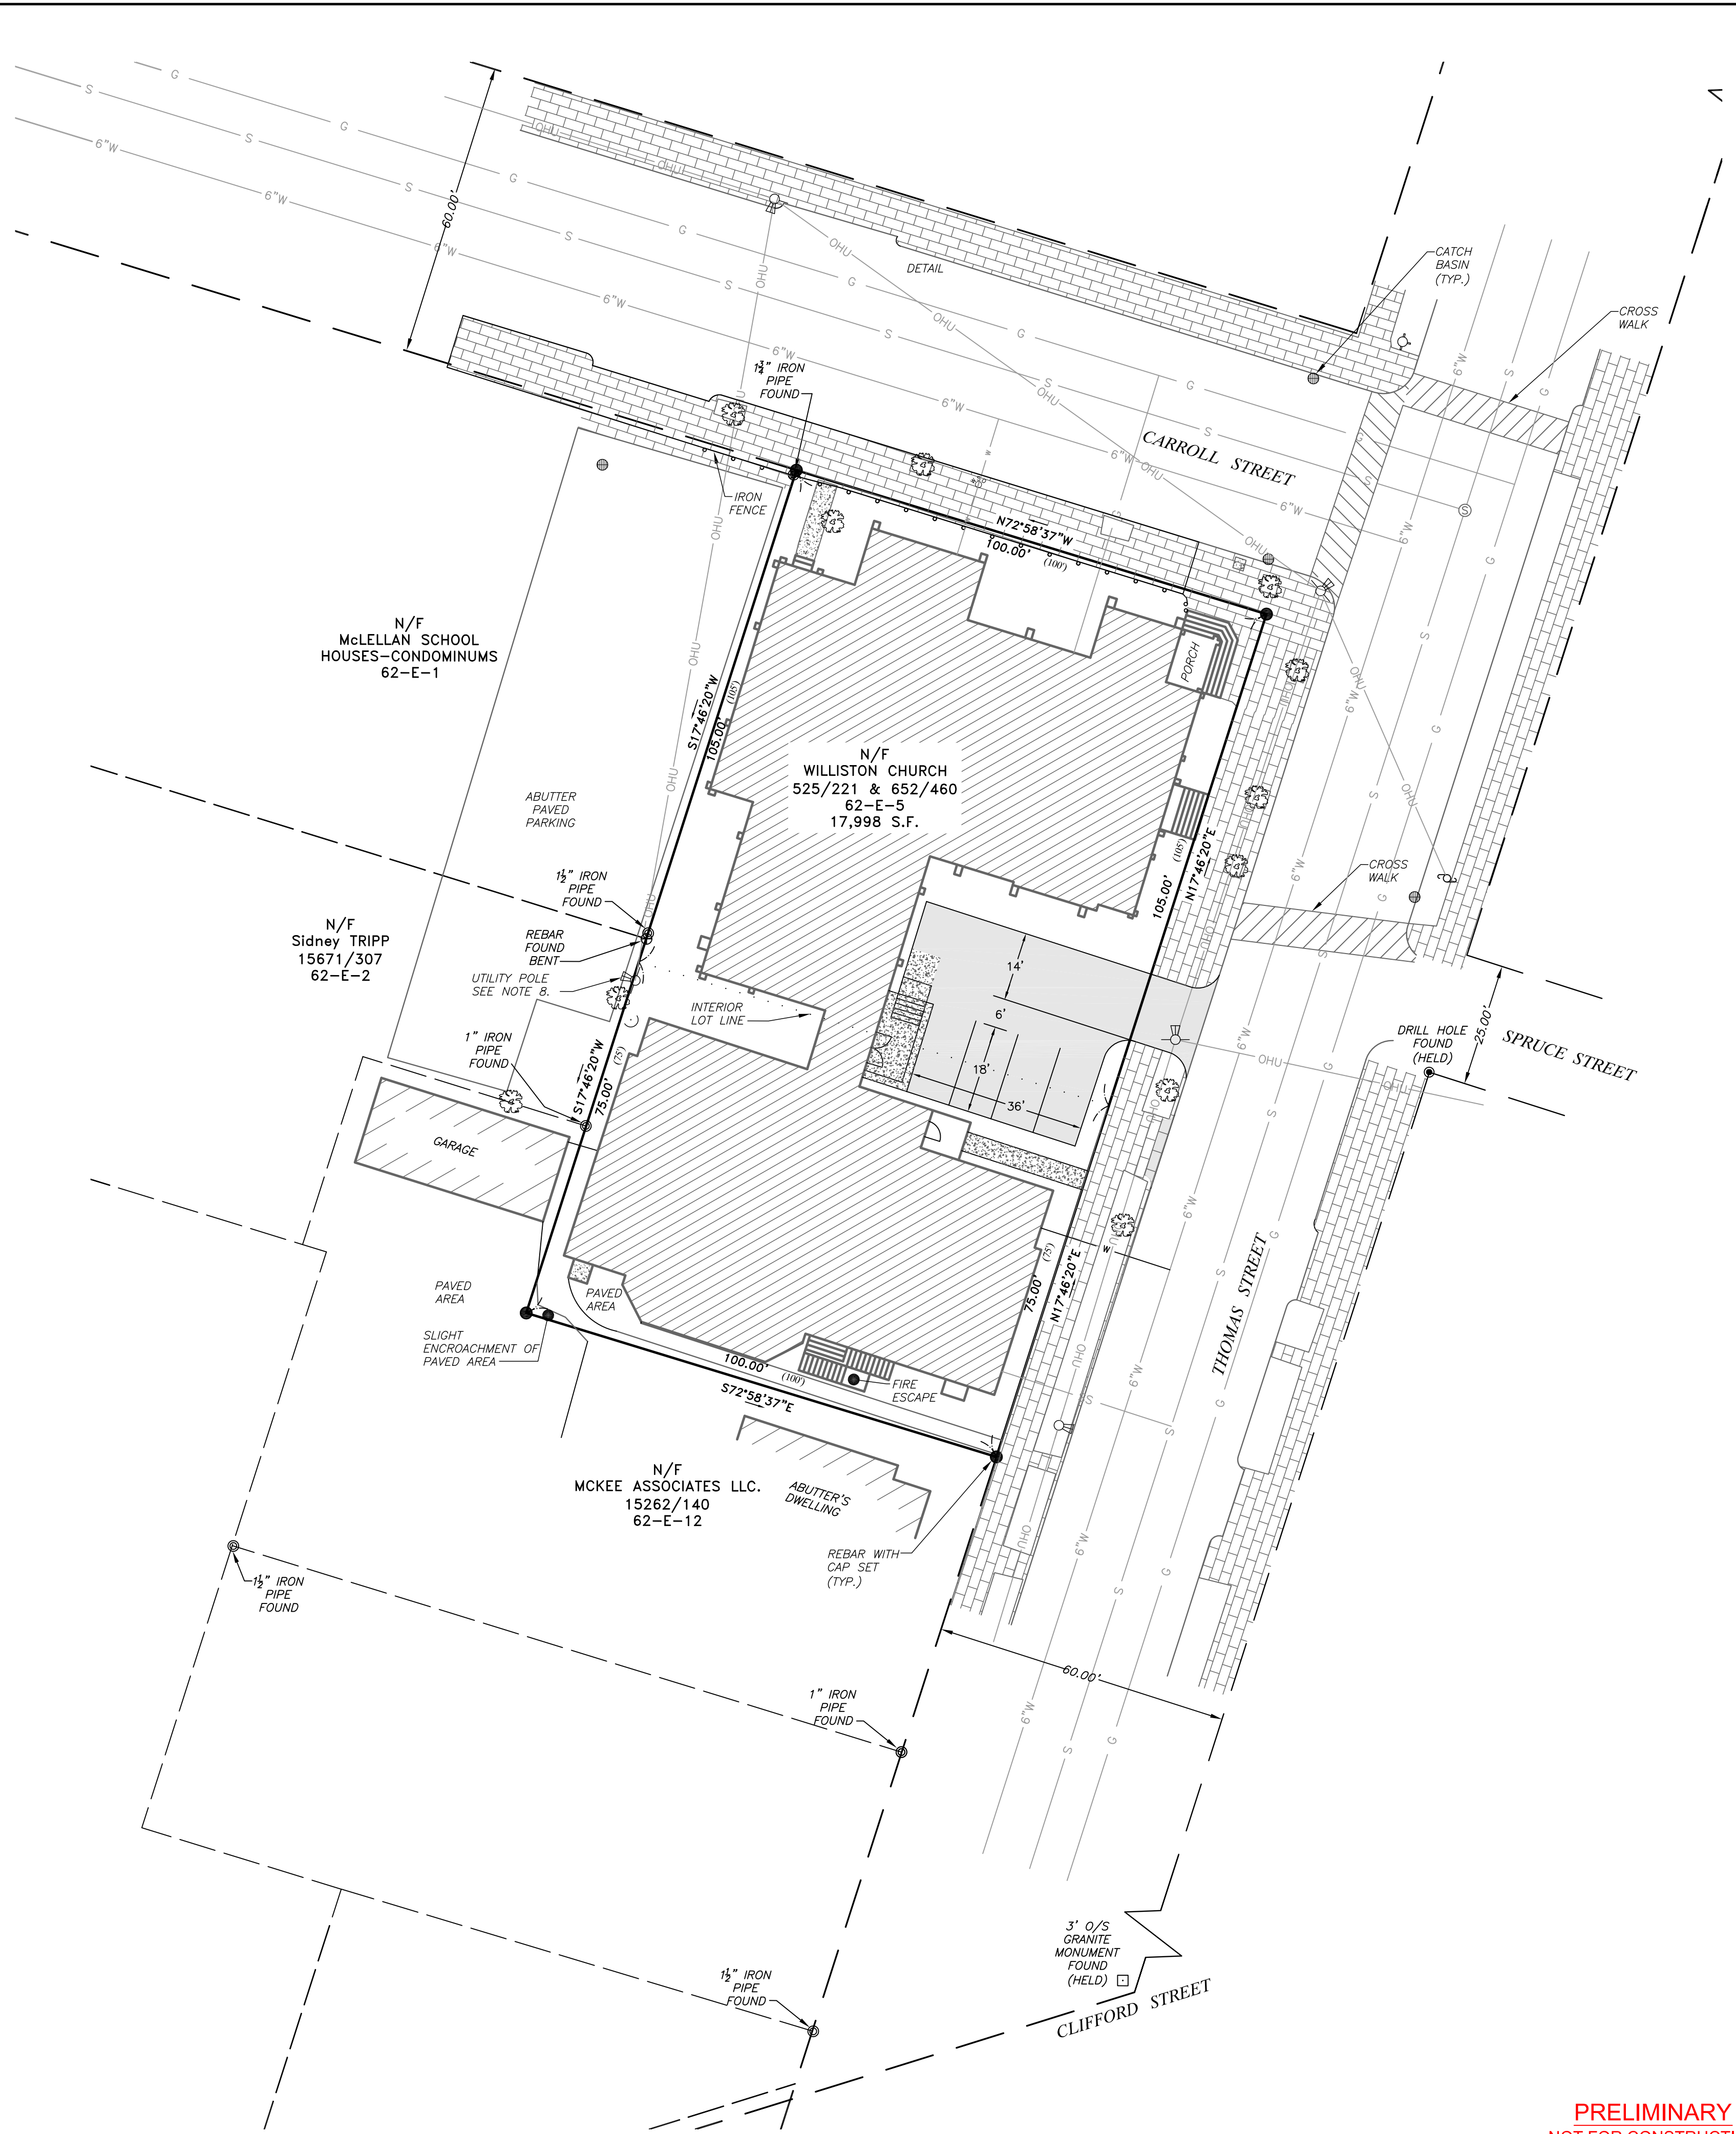 60.00'
DETAIL
CATCH
BASIN
(TYP.)
CROSS
WALK
1¾" IRON
PIPE
FOUND
CARROLL STREET
IRON
FENCE
N72°58'37"W
100.00'
(100')
N/F
McLELLAN SCHOOL
HOUSES-CONDOMINUMS
62-E-1
S17°46'20"W
105.00'
(105')
PORCH
N/F
WILLISTON CHURCH
525/221 & 652/460
62-E-5
17,998 S.F.
ABUTTER
PAVED
PARKING
N17°46'20"E
105.00'
(105')
CROSS
WALK
1½" IRON
PIPE
FOUND
REBAR
FOUND
BENT
UTILITY POLE
SEE NOTE 8.
N/F
Sidney TRIPP
15671/307
62-E-2
INTERIOR
LOT LINE
14'
6'
18'
36'
25.00'
SPRUCE STREET
DRILL HOLE
FOUND
(HELD)
1" IRON
PIPE
FOUND
S17°46'20"W
75.00'
(75')
GARAGE
PAVED
AREA
PAVED
AREA
SLIGHT
ENCROACHMENT OF
PAVED AREA
N17°46'20"E
75.00'
(75')
W
THOMAS STREET
100.00'
(100')
S72°58'37"E
FIRE
ESCAPE
N/F
MCKEE ASSOCIATES LLC.
15262/140
62-E-12
ABUTTER'S
DWELLING
REBAR WITH
CAP SET
(TYP.)
1½" IRON
PIPE
FOUND
60.00'
1" IRON
PIPE
FOUND
3' O/S
GRANITE
MONUMENT
FOUND
(HELD)
1½" IRON
PIPE
FOUND
CLIFFORD STREET
PRELIMINARY